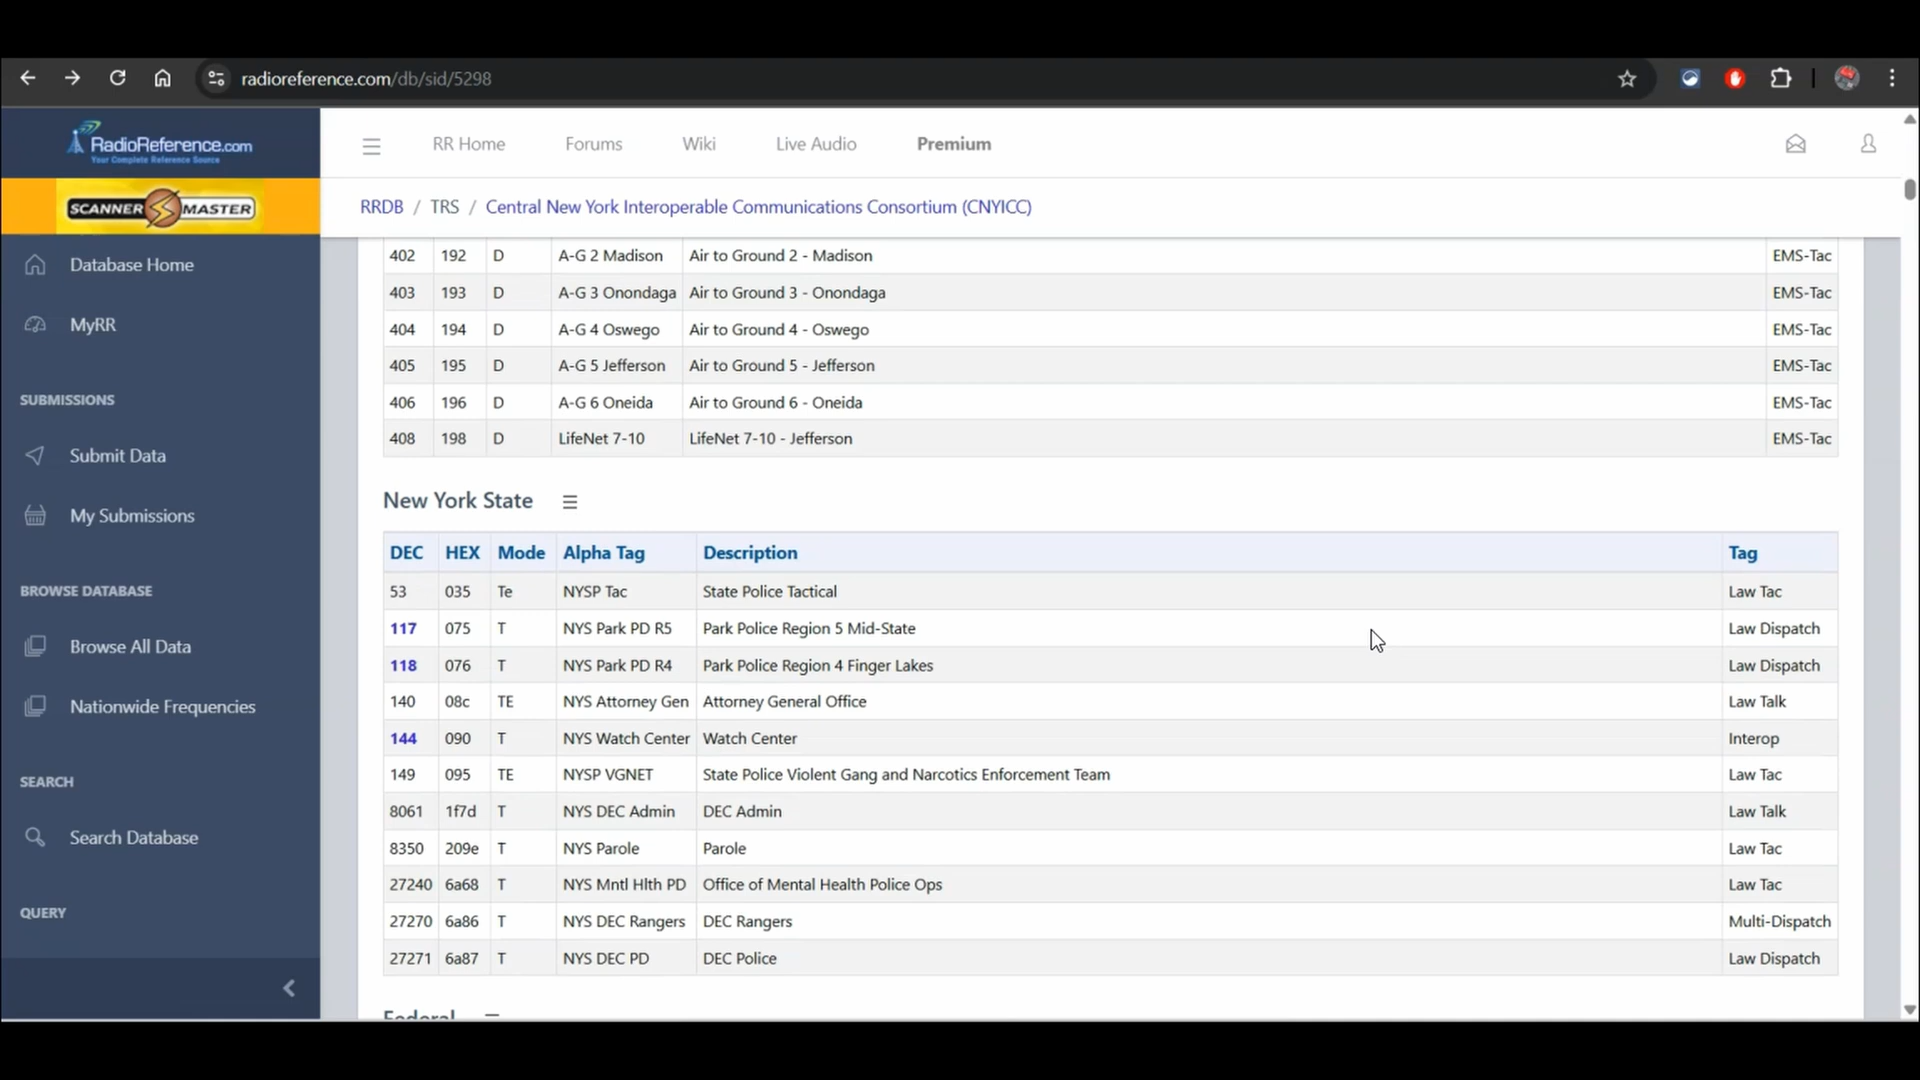 radioreference.com/db/sid/5298
RadioReference.com
Your Complete Reference Source
SCANNER MASTER
RR Home Forums Wiki Live Audio Premium
RRDB / TRS / Central New York Interoperable Communications Consortium (CNYICC)
Database Home
MyRR
SUBMISSIONS
Submit Data
My Submissions
BROWSE DATABASE
Browse All Data
Nationwide Frequencies
SEARCH
Search Database
QUERY
402 192 D A-G 2 Madison Air to Ground 2 - Madison EMS-Tac
403 193 D A-G 3 Onondaga Air to Ground 3 - Onondaga EMS-Tac
404 194 D A-G 4 Oswego Air to Ground 4 - Oswego EMS-Tac
405 195 D A-G 5 Jefferson Air to Ground 5 - Jefferson EMS-Tac
406 196 D A-G 6 Oneida Air to Ground 6 - Oneida EMS-Tac
408 198 D LifeNet 7-10 LifeNet 7-10 - Jefferson EMS-Tac
New York State
DEC HEX Mode Alpha Tag Description Tag
53 035 Te NYSP Tac State Police Tactical Law Tac
117 075 T NYS Park PD R5 Park Police Region 5 Mid-State Law Dispatch
118 076 T NYS Park PD R4 Park Police Region 4 Finger Lakes Law Dispatch
140 08c TE NYS Attorney Gen Attorney General Office Law Talk
144 090 T NYS Watch Center Watch Center Interop
149 095 TE NYSP VGNET State Police Violent Gang and Narcotics Enforcement Team Law Tac
8061 1f7d T NYS DEC Admin DEC Admin Law Talk
8350 209e T NYS Parole Parole Law Tac
27240 6a68 T NYS Mntl Hlth PD Office of Mental Health Police Ops Law Tac
27270 6a86 T NYS DEC Rangers DEC Rangers Multi-Dispatch
27271 6a87 T NYS DEC PD DEC Police Law Dispatch
Federal